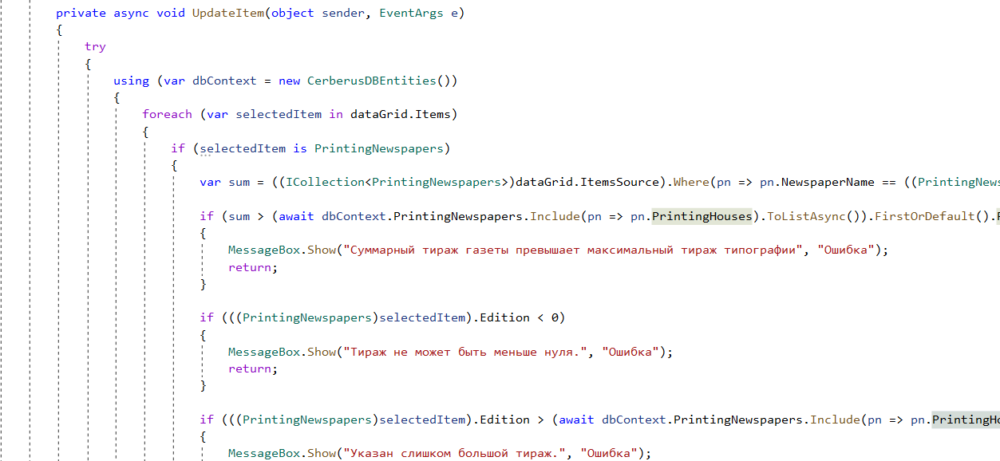 private async void UpdateItem(object sender, EventArgs e)
{
try
{
using (var dbContext = new CerberusDBEntities())
{
foreach (var selectedItem in dataGrid.Items)
{
if (selectedItem is PrintingNewspapers)
{
var sum = ((ICollection<PrintingNewspapers>)dataGrid.ItemsSource).Where(pn => pn.NewspaperName == ((PrintingNews
if (sum > (await dbContext.PrintingNewspapers.Include(pn => pn.PrintingHouses).ToListAsync()).FirstOrDefault().
{
MessageBox.Show("Суммарный тираж газеты превышает максимальный тираж типографии", "Ошибка");
return;
}
if (((PrintingNewspapers)selectedItem).Edition < 0)
{
MessageBox.Show("Тираж не может быть меньше нуля.", "Ошибка");
return;
}
if (((PrintingNewspapers)selectedItem).Edition > (await dbContext.PrintingNewspapers.Include(pn => pn.PrintingHo
{
MessageBox.Show("Указан слишком большой тираж.", "Ошибка");